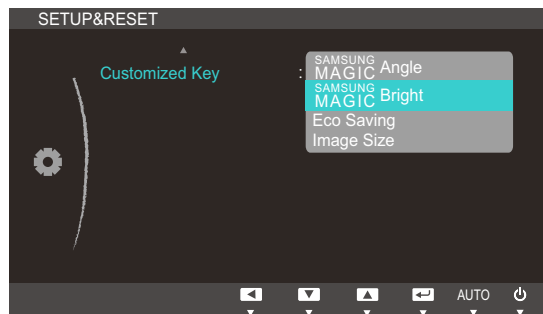 SETUP&RESET
Customized Key : SAMSUNG MAGIC Angle
SAMSUNG MAGIC Bright
Eco Saving
Image Size
AUTO